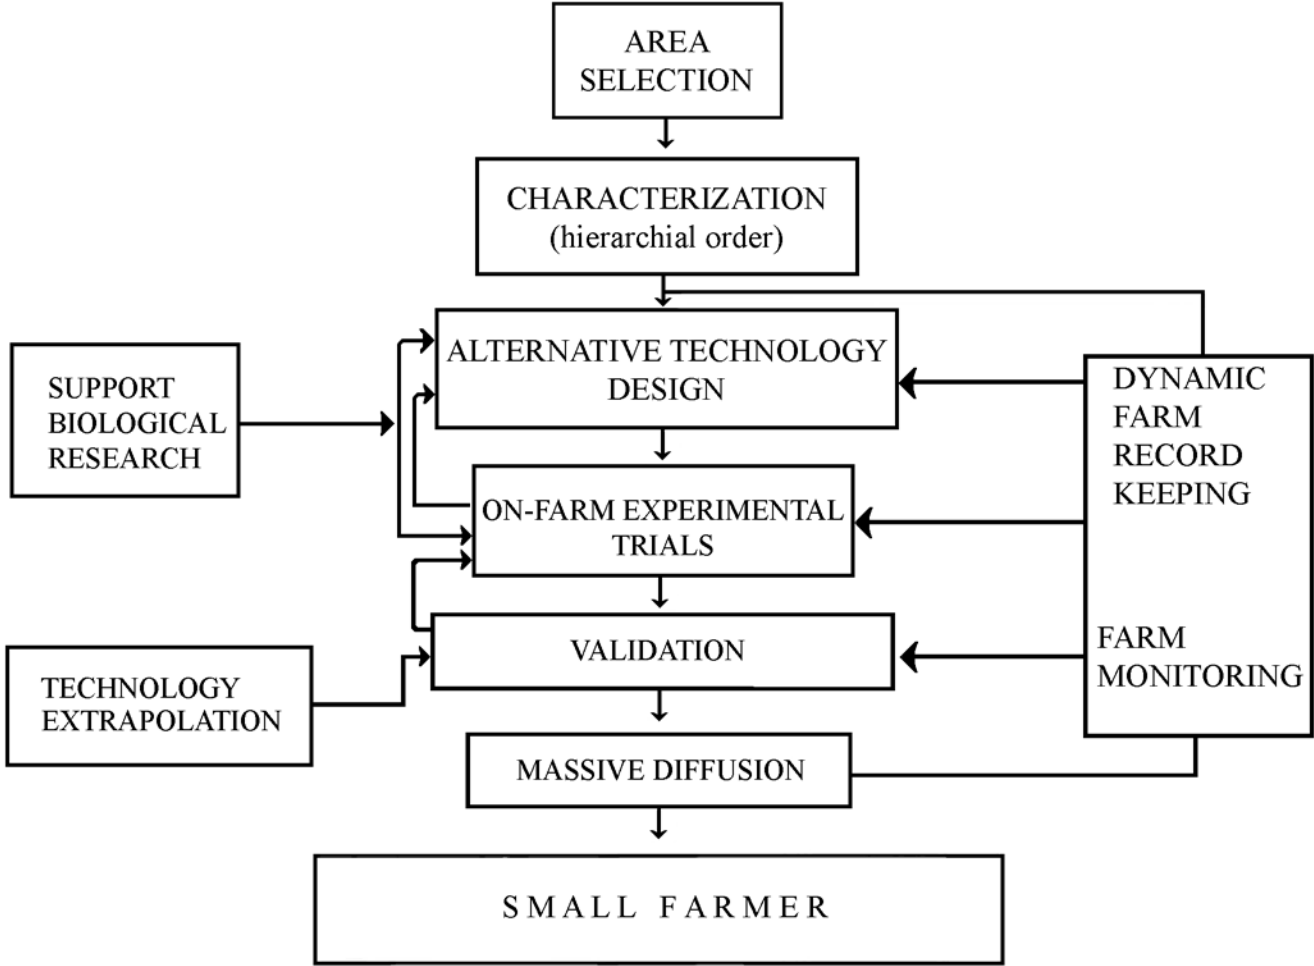 AREA
SELECTION
CHARACTERIZATION
(hierarchial order)
ALTERNATIVE TECHNOLOGY
DESIGN
SUPPORT
BIOLOGICAL
RESEARCH
DYNAMIC
FARM
RECORD
KEEPING
ON-FARM EXPERIMENTAL
TRIALS
FARM
MONITORING
VALIDATION
TECHNOLOGY
EXTRAPOLATION
MASSIVE DIFFUSION
SMALL FARMER